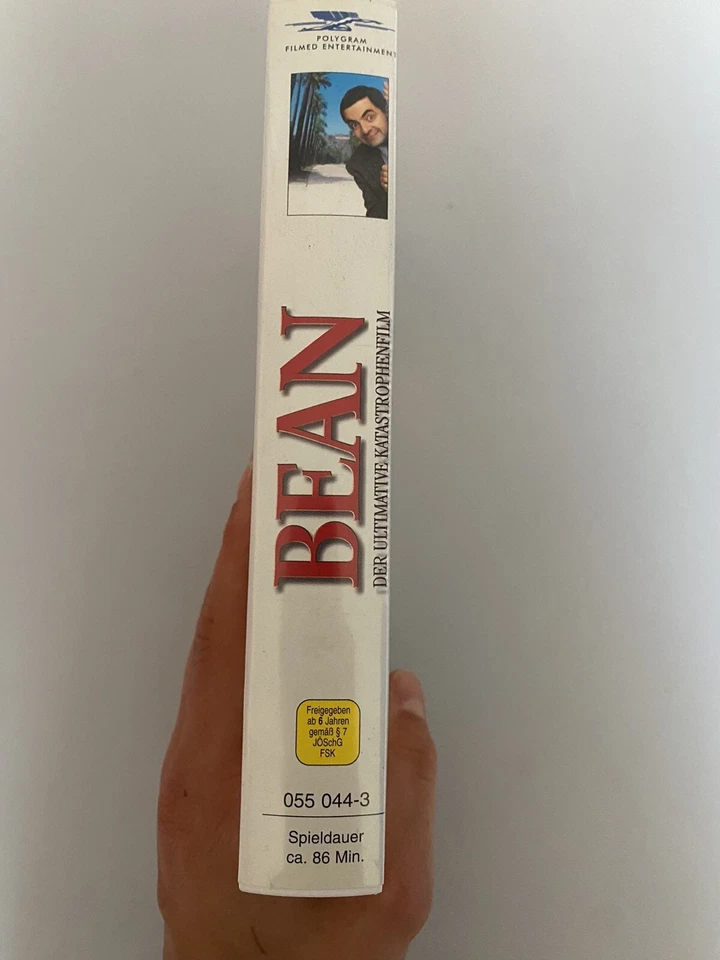 POLYGRAM
FILMED ENTERTAINMENT
BEAN
DER ULTIMATIVE KATASTROPHENFILM
Freigegeben
ab 6 Jahren
gemäß § 7
JÖSchG
FSK
055 044-3
Spieldauer
ca. 86 Min.